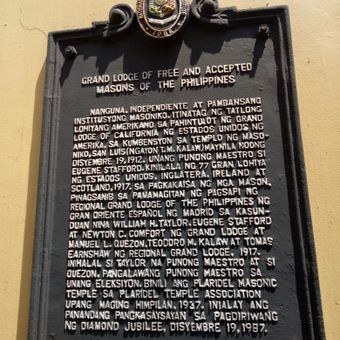 1984
GRAND LODGE OF FREE AND ACCEPTED
MASONS OF THE PHILIPPINES
NANGUNA, INDEPENDIENTE AT PAMBANSANG
INSTITUSYONG MASONIKO. ITINATAG NG TATLONG
LOHIYANG AMERIKANO SA PAHINTULOT NG GRAND
LODGE OF CALIFORNIA NG ESTADOS UNIDOS NG
AMERIKA, SA KUMBENSYON SA TEMPLO NG MASO-
NIKO, SAN LUIS (NGAYON T.M. KALAW) MAYNILA NOONG
DISYEMBRE 19, 1912. UNANG PUNONG MAESTRO SI
EUGENE STAFFORD. KINILALA NG 77 GRAN LOHIYA
NG ESTADOS UNIDOS, INGLATERA, IRELAND AT
SCOTLAND, 1917. SA PAGKAKAISA NG MGA MASON,
PINAGSANIB SA PAMAMAGITAN NG PAGSAPI NG
REGIONAL GRAND LODGE OF THE PHILIPPINES NG
GRAN ORIENTE ESPAÑOL NG MADRID SA KASUN-
DUAN NINA WILLIAM H. TAYLOR, EUGENE STAFFORD
AT NEWTON C. COMFORT NG GRAND LODGE AT
MANUEL L. QUEZON, TEODORO M. KALAW AT TOMAS
EARNSHAW NG REGIONAL GRAND LODGE, 1917.
INIHALAL SI TAYLOR NA PUNONG MAESTRO AT SI
QUEZON, PANGALAWANG PUNONG MAESTRO SA
UNANG ELEKSIYON. BINILI ANG PLARIDEL MASONIC
TEMPLE SA PLARIDEL TEMPLE ASSOCIATION
UPANG MAGING HIMPILAN, 1937. INIALAY ANG
PANANDANG PANGKASAYSAYAN SA PAGDIRIWANG
NG DIAMOND JUBILEE, DISYEMBRE 19, 1987.